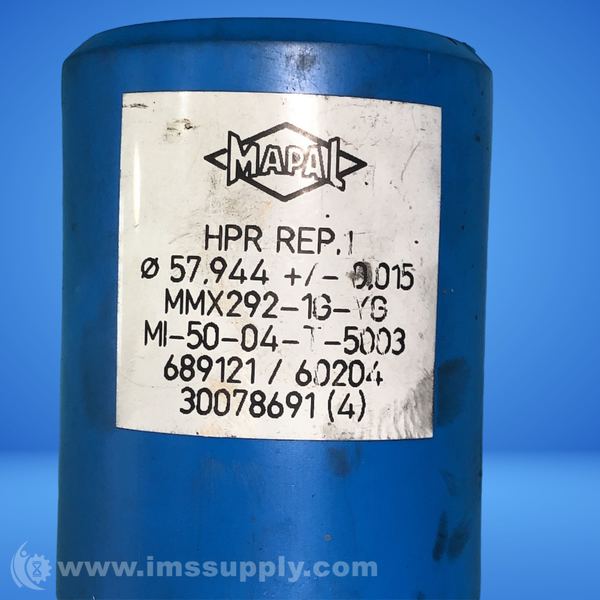 MAPAL
HPR REP.1
Ø 57.944 +/- 0.015
MMX292-1G-YG
MI-50-04-T-5003
689121 / 60204
30078691 (4)
www.imssupply.com/